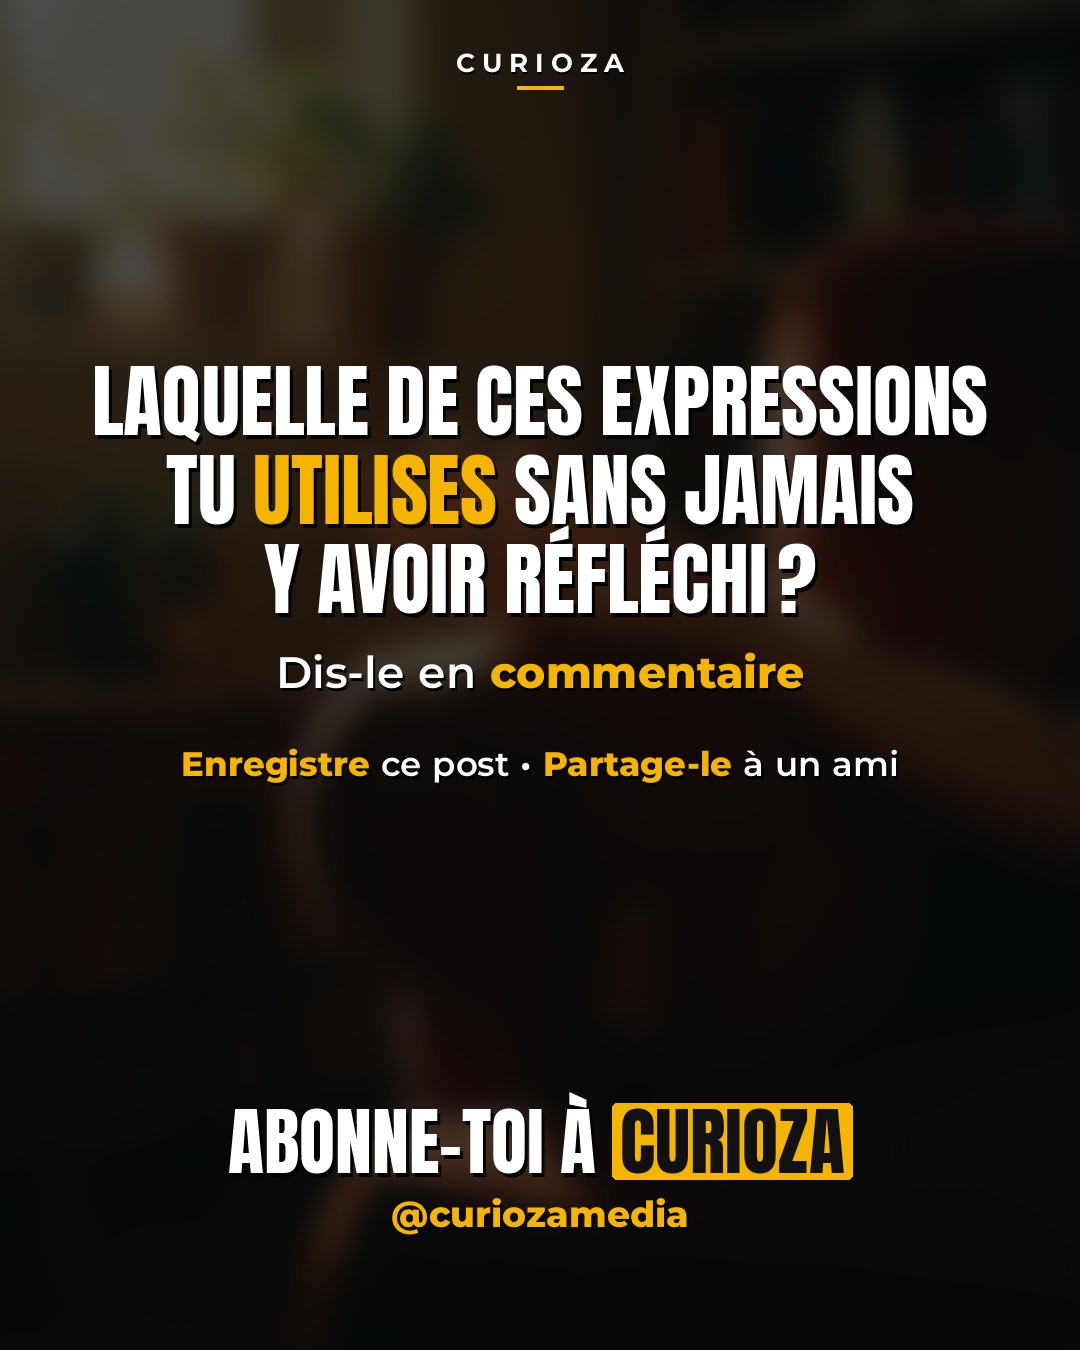 CURIOZA
LAQUELLE DE CES EXPRESSIONS
TU UTILISES SANS JAMAIS
Y AVOIR RÉFLÉCHI ?
Dis-le en commentaire
Enregistre ce post • Partage-le à un ami
ABONNE-TOI À CURIOZA
@curiozamedia